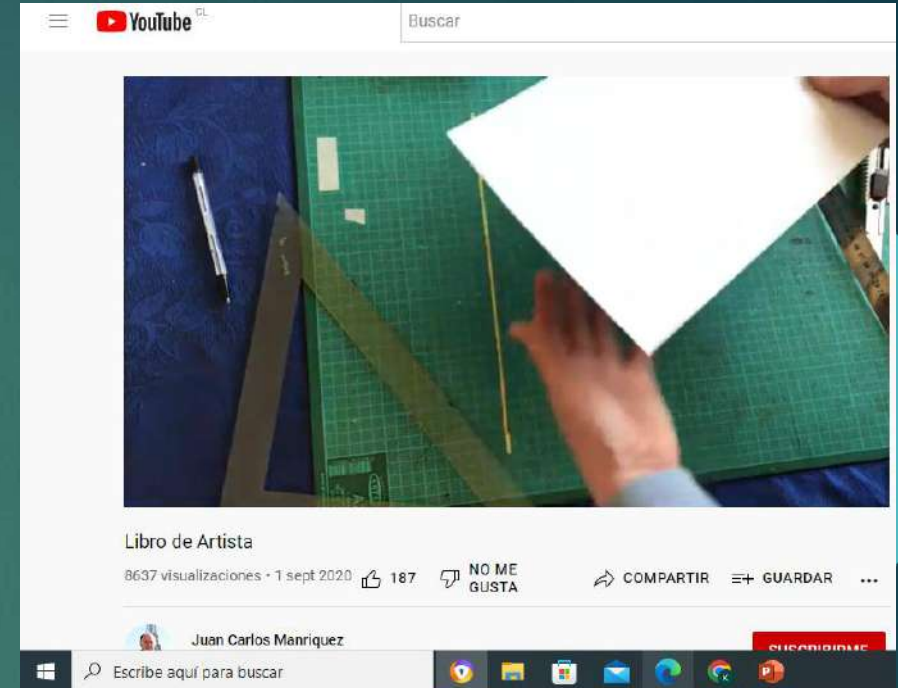 YouTube CL
Buscar
Libro de Artista
8637 visualizaciones • 1 sept 2020
187
NO ME
GUSTA
COMPARTIR
GUARDAR
Juan Carlos Manriquez
SUSCRIBIRME
Escribe aquí para buscar